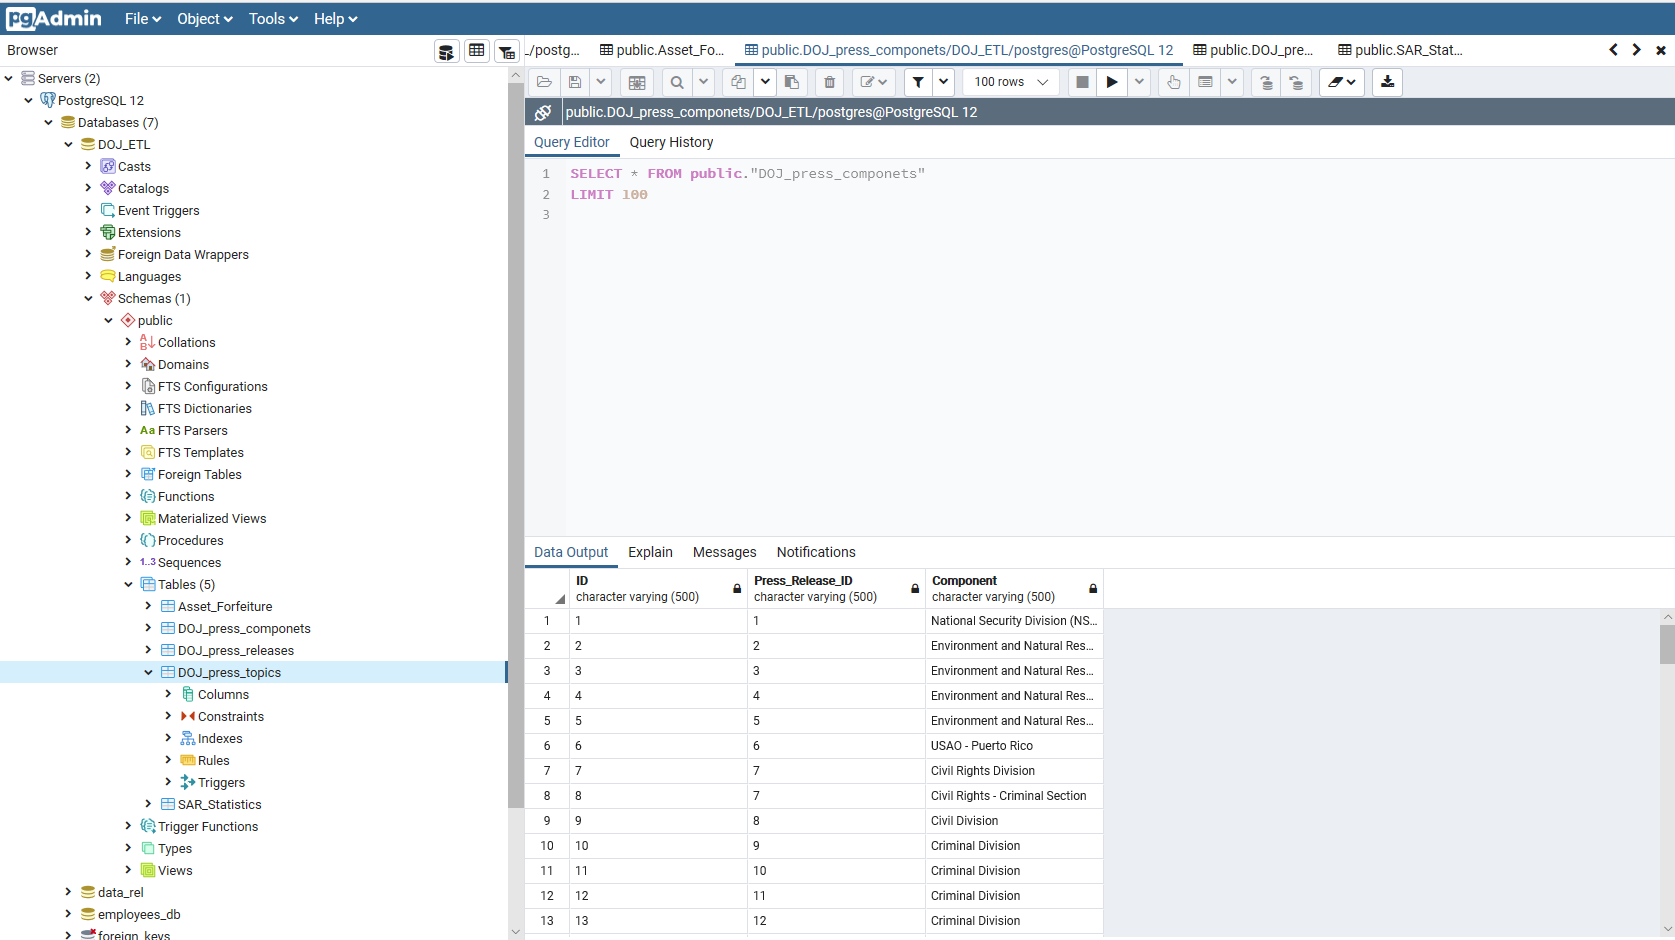 pgAdmin File Object Tools Help
Browser
./postg... public.Asset_Fo... public.DOJ_press_componets/DOJ_ETL/postgres@PostgreSQL 12 public.DOJ_pre... public.SAR_Stat...
100 rows
public.DOJ_press_componets/DOJ_ETL/postgres@PostgreSQL 12
Query Editor Query History
1 SELECT * FROM public."DOJ_press_componets"
2 LIMIT 100
3
Servers (2)
PostgreSQL 12
Databases (7)
DOJ_ETL
Casts
Catalogs
Event Triggers
Extensions
Foreign Data Wrappers
Languages
Schemas (1)
public
Collations
Domains
FTS Configurations
FTS Dictionaries
Aa FTS Parsers
FTS Templates
Foreign Tables
Functions
Materialized Views
Procedures
1..3 Sequences
Tables (5)
Asset_Forfeiture
DOJ_press_componets
DOJ_press_releases
DOJ_press_topics
Columns
Constraints
Indexes
Rules
Triggers
SAR_Statistics
Trigger Functions
Types
Views
data_rel
employees_db
foreign_keys
Data Output Explain Messages Notifications
ID Press_Release_ID Component
character varying (500) character varying (500) character varying (500)
1 1 1 National Security Division (NS...
2 2 2 Environment and Natural Res...
3 3 3 Environment and Natural Res...
4 4 4 Environment and Natural Res...
5 5 5 Environment and Natural Res...
6 6 6 USAO - Puerto Rico
7 7 7 Civil Rights Division
8 8 7 Civil Rights - Criminal Section
9 9 8 Civil Division
10 10 9 Criminal Division
11 11 10 Criminal Division
12 12 11 Criminal Division
13 13 12 Criminal Division